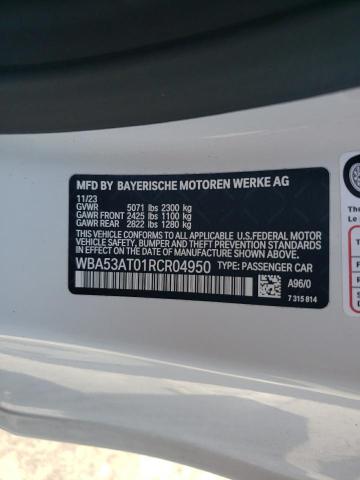 MFD BY BAYERISCHE MOTOREN WERKE AG
11/23
GVWR 5071 lbs 2300 kg
GAWR FRONT 2425 lbs 1100 kg
GAWR REAR 2822 lbs 1280 kg
THIS VEHICLE CONFORMS TO ALL APPLICABLE U.S.FEDERAL MOTOR
VEHICLE SAFETY, BUMPER AND THEFT PREVENTION STANDARDS
IN EFFECT ON THE DATE OF MANUFACTURE SHOWN ABOVE.
WBA53AT01RCR04950 TYPE: PASSENGER CAR
A96/0
7 315 814
The
Le